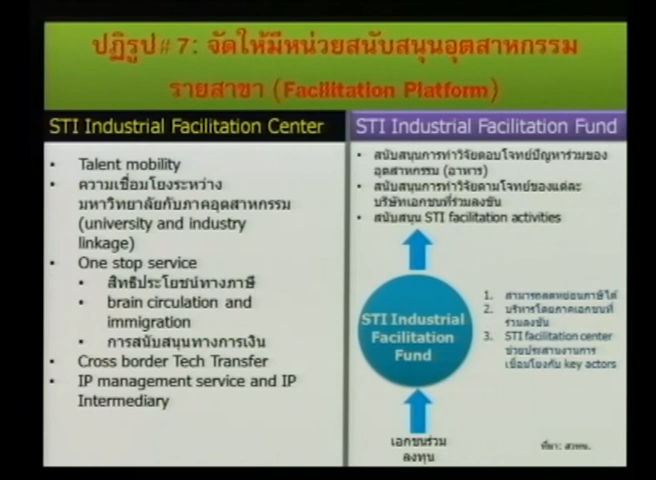 ปฏิรูป# 7: จัดให้มีหน่วยสนับสนุนอุตสาหกรรม
รายสาขา (Facilitation Platform)
STI Industrial Facilitation Center
• Talent mobility
• ความเชื่อมโยงระหว่าง
มหาวิทยาลัยกับภาคอุตสาหกรรม
(university and industry
linkage)
• One stop service
• สิทธิประโยชน์ทางภาษี
• brain circulation and
immigration
• การสนับสนุนทางการเงิน
• Cross border Tech Transfer
• IP management service and IP
Intermediary
STI Industrial Facilitation Fund
• สนับสนุนการทำวิจัยตอบโจทย์ปัญหาร่วมของ
อุตสาหกรรม (อาหาร)
• สนับสนุนการทำวิจัยตามโจทย์ของแต่ละ
บริษัทเอกชนที่ร่วมลงขัน
• สนับสนุน STI facilitation activities
STI Industrial
Facilitation
Fund
1. สามารถลดหย่อนภาษีได้
2. บริหารโดยภาคเอกชนที่
ร่วมลงขัน
3. STI facilitation center
ช่วยประสานงานการ
เชื่อมโยงกับ key actors
เอกชนร่วม
ลงทุน
ที่มา: สวทน.